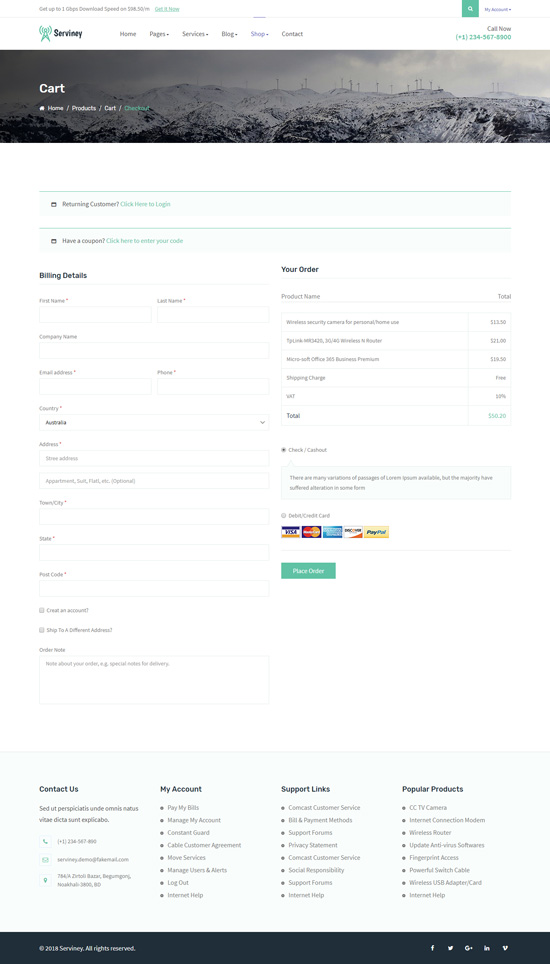 Get up to 1 Gbps Download Speed on $98.50/m Get It Now
My Account
Serviney
Home Pages Services Blog Shop Contact
Call Now
(+1) 234-567-8900
Cart
Home / Products / Cart / Checkout
Returning Customer? Click Here to Login
Have a coupon? Click here to enter your code
Billing Details
First Name * Last Name *
Company Name
Email address * Phone *
Country *
Australia
Address *
Stree address
Appartment, Suit, Flati, etc. (Optional)
Town/City *
State *
Post Code *
Creat an account?
Ship To A Different Address?
Order Note
Note about your order, e.g. special notes for delivery.
Your Order
Product Name Total
Wireless security camera for personal/home use $13.50
TpLink-MR3420, 3G/4G Wireless N Router $21.00
Micro-soft Office 365 Business Premium $19.50
Shipping Charge Free
VAT 10%
Total $50.20
Check / Cashout
There are many variations of passages of Lorem Ipsum available, but the majority have
suffered alteration in some form
Debit/Credit Card
VISA MasterCard DISCOVER PayPal
Place Order
Contact Us
Sed ut perspiciatis unde omnis natus
vitae dicta sunt explicabo.
(+1) 234-567-800
serviney.demo@fakemail.com
784/A Zirtoli Bazar, Begumgonj,
Noakhali-3800, BD
My Account
Pay My Bills
Manage My Account
Constant Guard
Cable Customer Agreement
Move Services
Manage Users & Alerts
Log Out
Internet Help
Support Links
Comcast Customer Service
Bill & Payment Methods
Support Forums
Privacy Statement
Comcast Customer Service
Social Responsibility
Support Forums
Internet Help
Popular Products
CC TV Camera
Internet Connection Modem
Wireless Router
Update Anti-virus Softwares
Fingerprint Access
Powerful Switch Cable
Wireless USB Adapter/Card
Internet Help
© 2018 Serviney. All rights reserved.